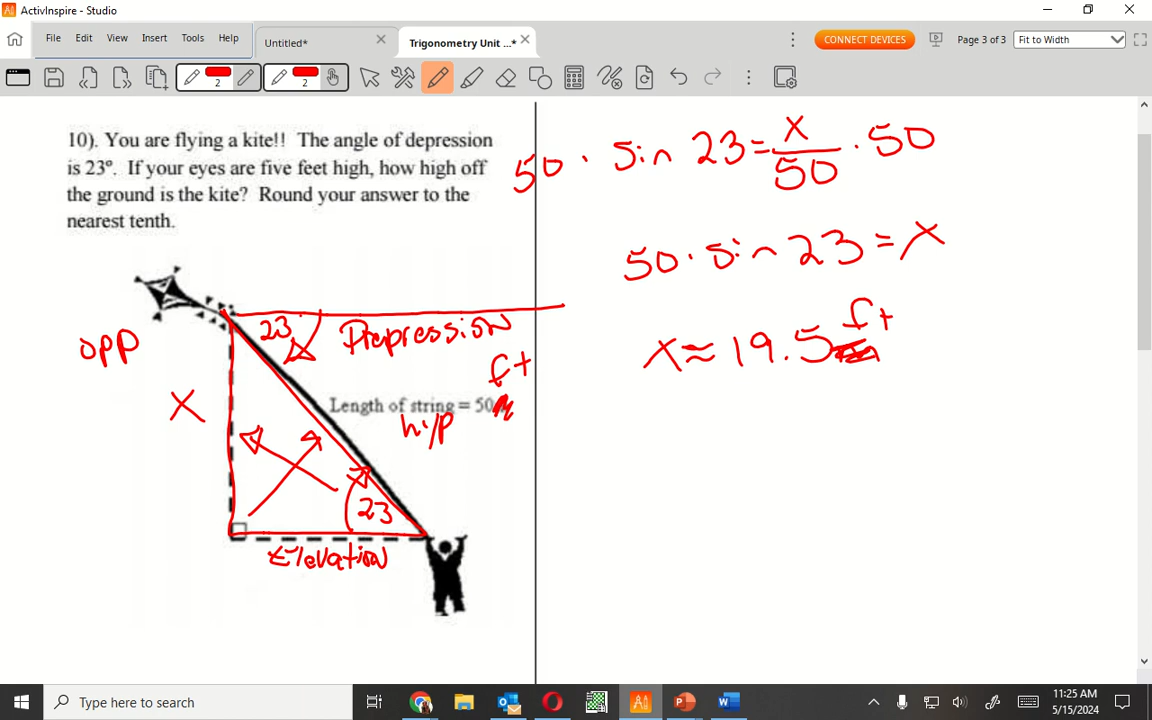 ActivInspire - Studio
File Edit View Insert Tools Help
Untitled*
Trigonometry Unit ...*
CONNECT DEVICES
Page 3 of 3
Fit to Width
2
2
10). You are flying a kite!! The angle of depression
is 23°. If your eyes are five feet high, how high off
the ground is the kite? Round your answer to the
nearest tenth.
opp
23
Depression
x
ft
Length of string = 50
hyp
23
Elevation
50 · sin 23 = x/50 · 50
50 · sin 23 = x
x ≈ 19.5 ft
Type here to search
11:25 AM
5/15/2024